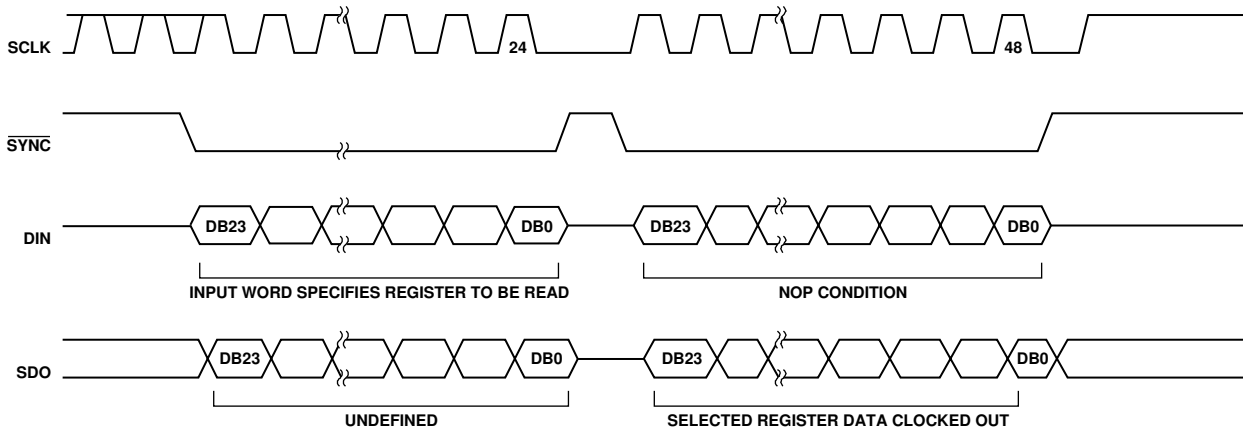 SCLK
24
48
SYNC
DIN
DB23
DB0
DB23
DB0
INPUT WORD SPECIFIES REGISTER TO BE READ
NOP CONDITION
SDO
DB23
DB0
DB23
DB0
UNDEFINED
SELECTED REGISTER DATA CLOCKED OUT